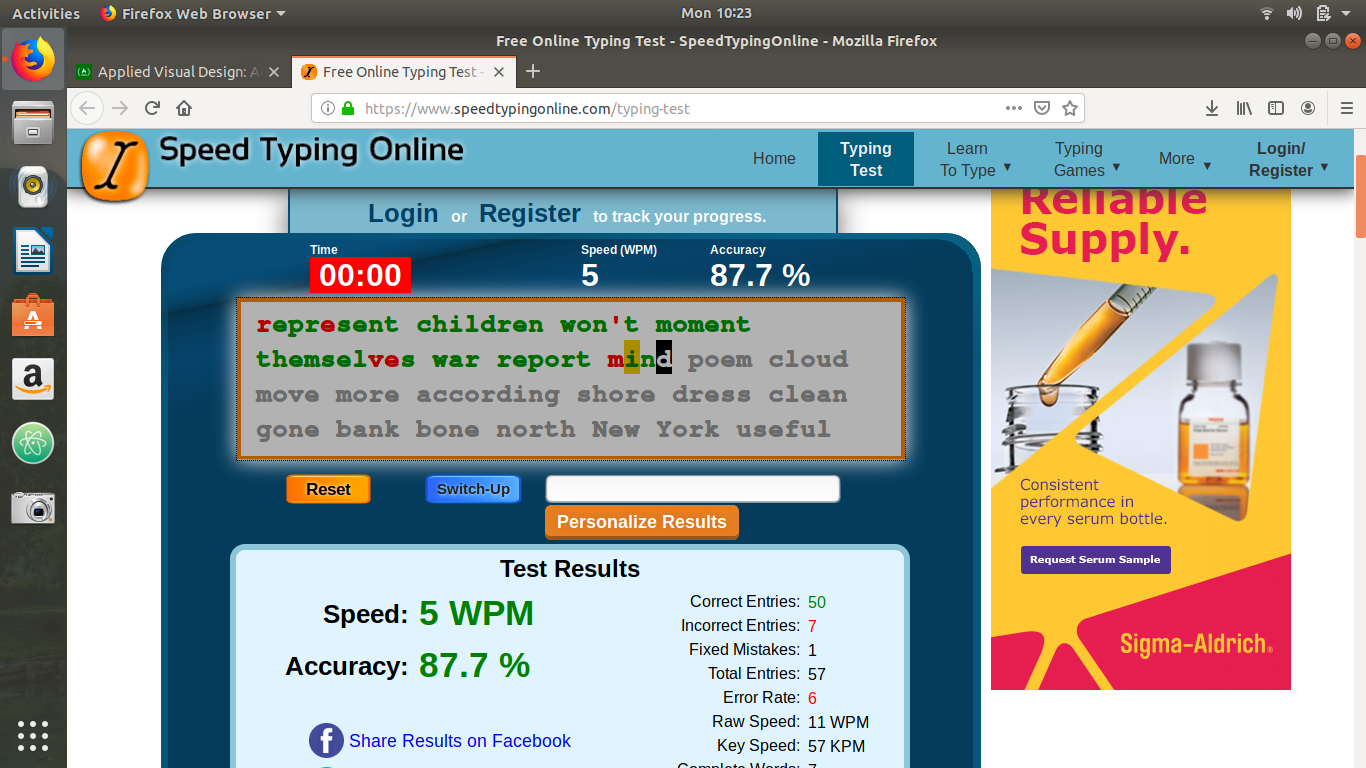 Activities Firefox Web Browser Mon 10:23
Free Online Typing Test - SpeedTypingOnline - Mozilla Firefox
Applied Visual Design: Free Online Typing Test -
https://www.speedtypingonline.com/typing-test
Speed Typing Online
Home Typing Test Learn To Type Typing Games More Login/ Register
Login or Register to track your progress.
Time Speed (WPM) Accuracy
00:00 5 87.7 %
represent children won't moment
themselves war report mind poem cloud
move more according shore dress clean
gone bank bone north New York useful
Reset Switch-Up
Personalize Results
Test Results
Speed: 5 WPM
Accuracy: 87.7 %
Share Results on Facebook
Correct Entries: 50
Incorrect Entries: 7
Fixed Mistakes: 1
Total Entries: 57
Error Rate: 6
Raw Speed: 11 WPM
Key Speed: 57 KPM
Complete Words: 7
Reliable
Supply.
Consistent
performance in
every serum bottle.
Request Serum Sample
Sigma-Aldrich®